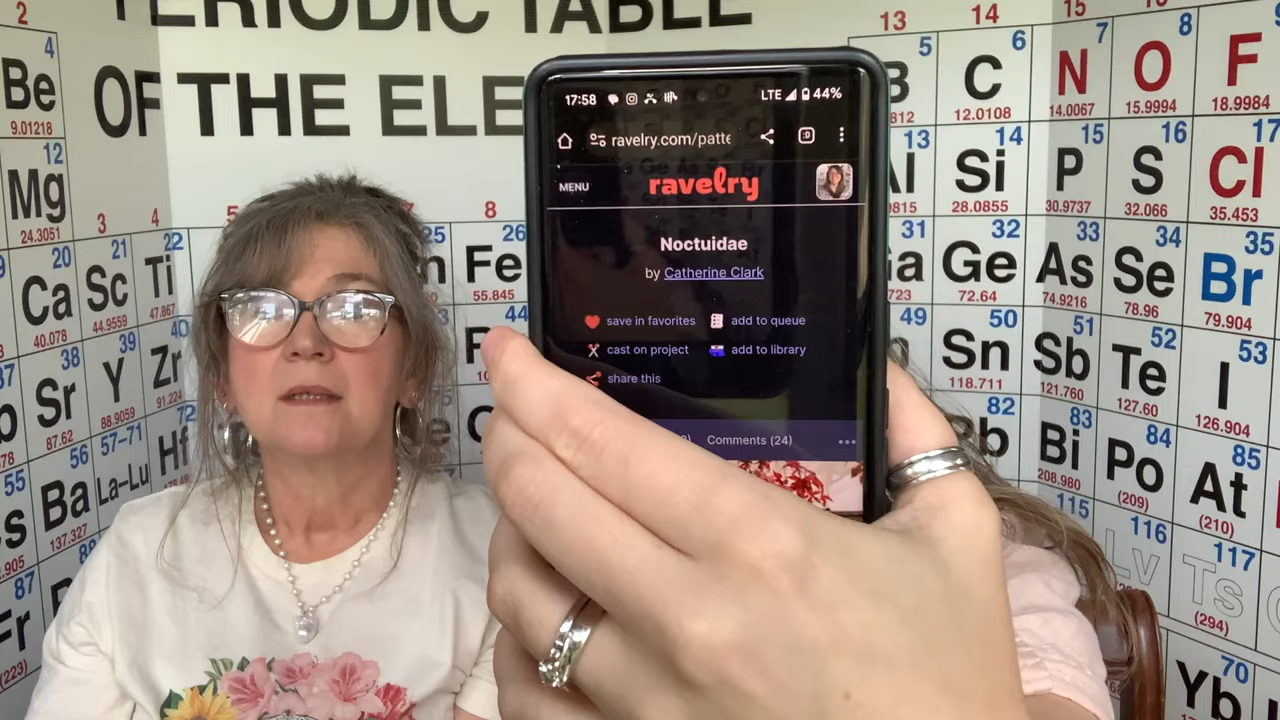 PERIODIC TABLE
OF THE ELE
2
4
Be
9.01218
12
Mg
24.3051
3
4
5
8
20
Ca
40.078
21
Sc
44.9559
22
Ti
47.867
25
26
Fe
55.845
38
Sr
87.62
39
Y
88.9059
40
Zr
91.224
44
55
56
Ba
137.327
57-71
La-Lu
72
Hf
87
Fr
(223)
88
17:58
LTE
44%
ravelry.com/patte
MENU
ravelry
Noctuidae
by Catherine Clark
save in favorites
add to queue
cast on project
add to library
share this
Comments (24)
13
14
15
5
B
6
C
12.0108
7
N
14.0067
8
O
15.9994
F
18.9984
13
Al
14
Si
28.0855
15
P
30.9737
16
S
32.066
17
Cl
35.453
31
Ga
32
Ge
72.64
33
As
74.9216
34
Se
78.96
35
Br
79.904
49
50
Sn
118.711
51
Sb
121.760
52
Te
127.60
53
I
126.904
82
Pb
83
Bi
208.980
84
Po
(209)
85
At
(210)
115
116
Lv
117
Ts
(294)
70
Yb